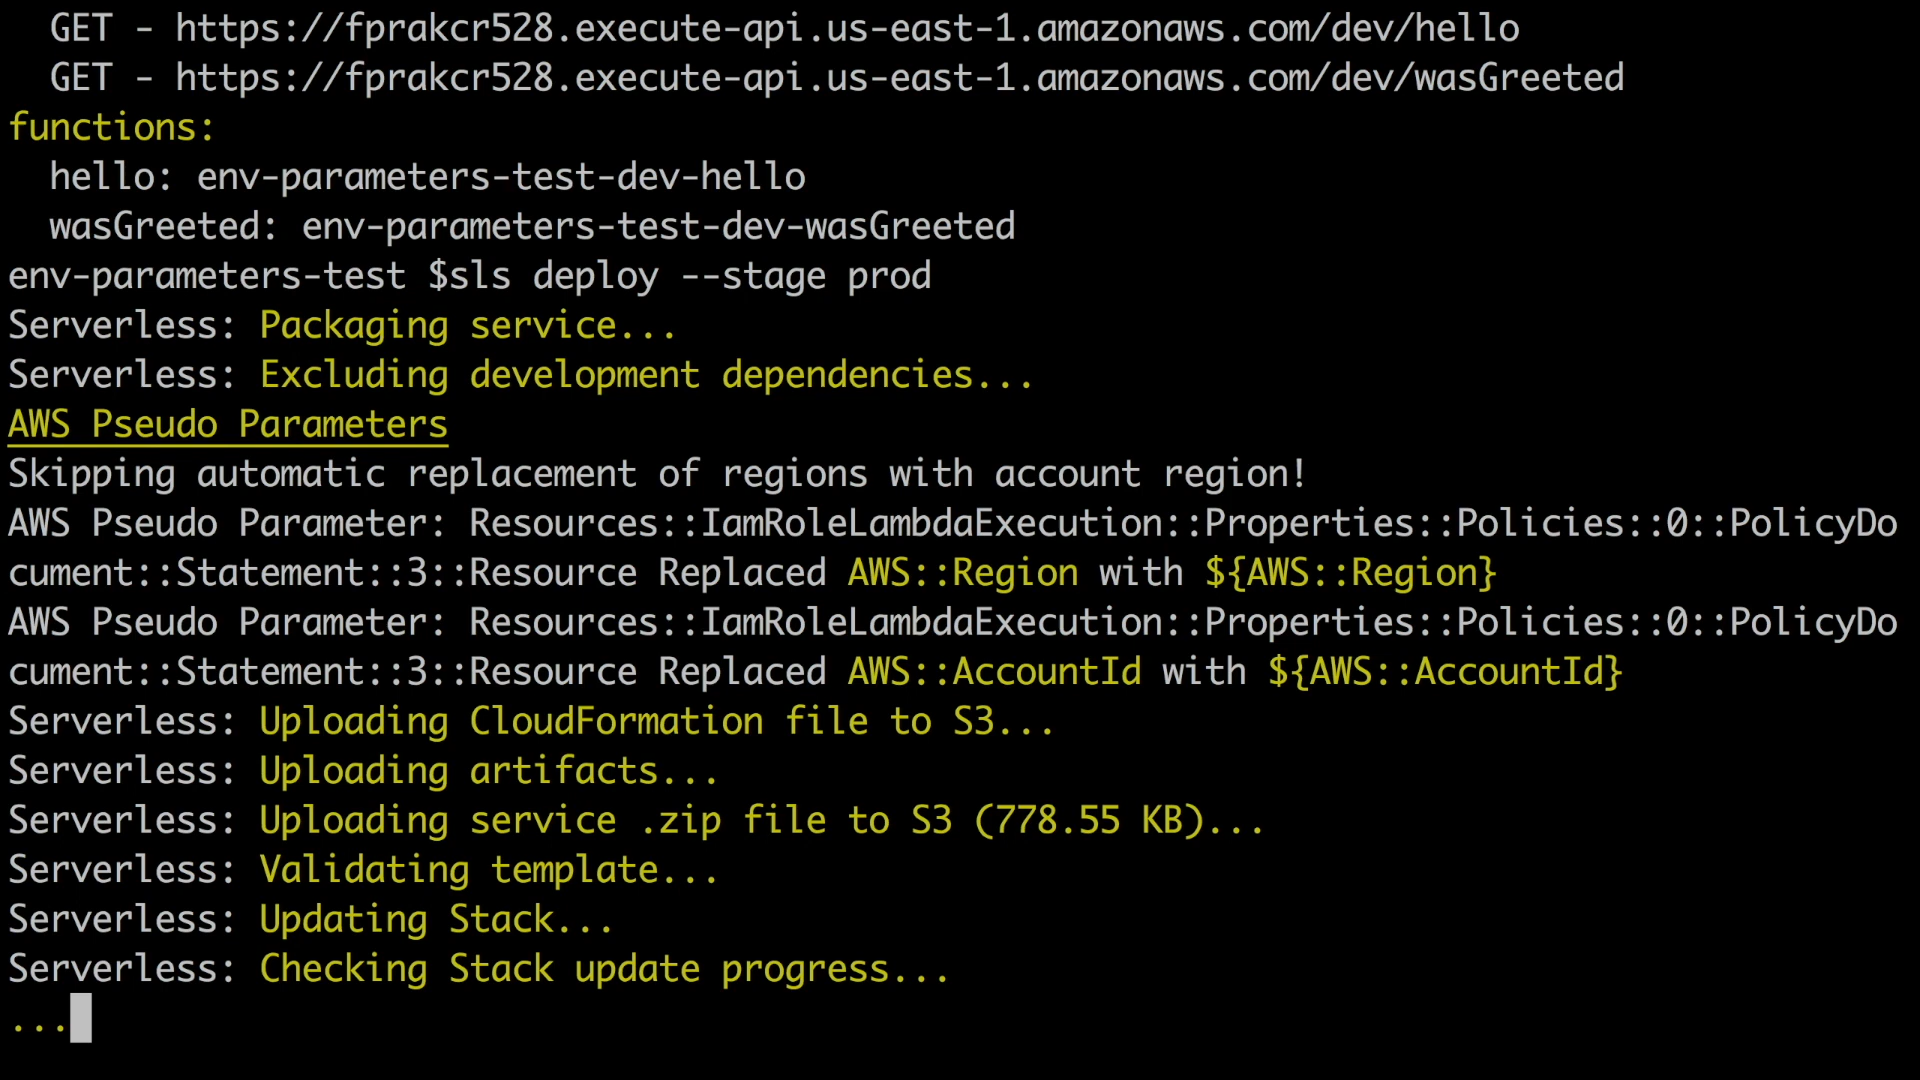 GET - https://fprakcr528.execute-api.us-east-1.amazonaws.com/dev/hello
GET - https://fprakcr528.execute-api.us-east-1.amazonaws.com/dev/wasGreeted
functions:
hello: env-parameters-test-dev-hello
wasGreeted: env-parameters-test-dev-wasGreeted
env-parameters-test $sls deploy --stage prod
Serverless: Packaging service...
Serverless: Excluding development dependencies...
AWS Pseudo Parameters
Skipping automatic replacement of regions with account region!
AWS Pseudo Parameter: Resources::IamRoleLambdaExecution::Properties::Policies::0::PolicyDo
cument::Statement::3::Resource Replaced AWS::Region with ${AWS::Region}
AWS Pseudo Parameter: Resources::IamRoleLambdaExecution::Properties::Policies::0::PolicyDo
cument::Statement::3::Resource Replaced AWS::AccountId with ${AWS::AccountId}
Serverless: Uploading CloudFormation file to S3...
Serverless: Uploading artifacts...
Serverless: Uploading service .zip file to S3 (778.55 KB)...
Serverless: Validating template...
Serverless: Updating Stack...
Serverless: Checking Stack update progress...
...